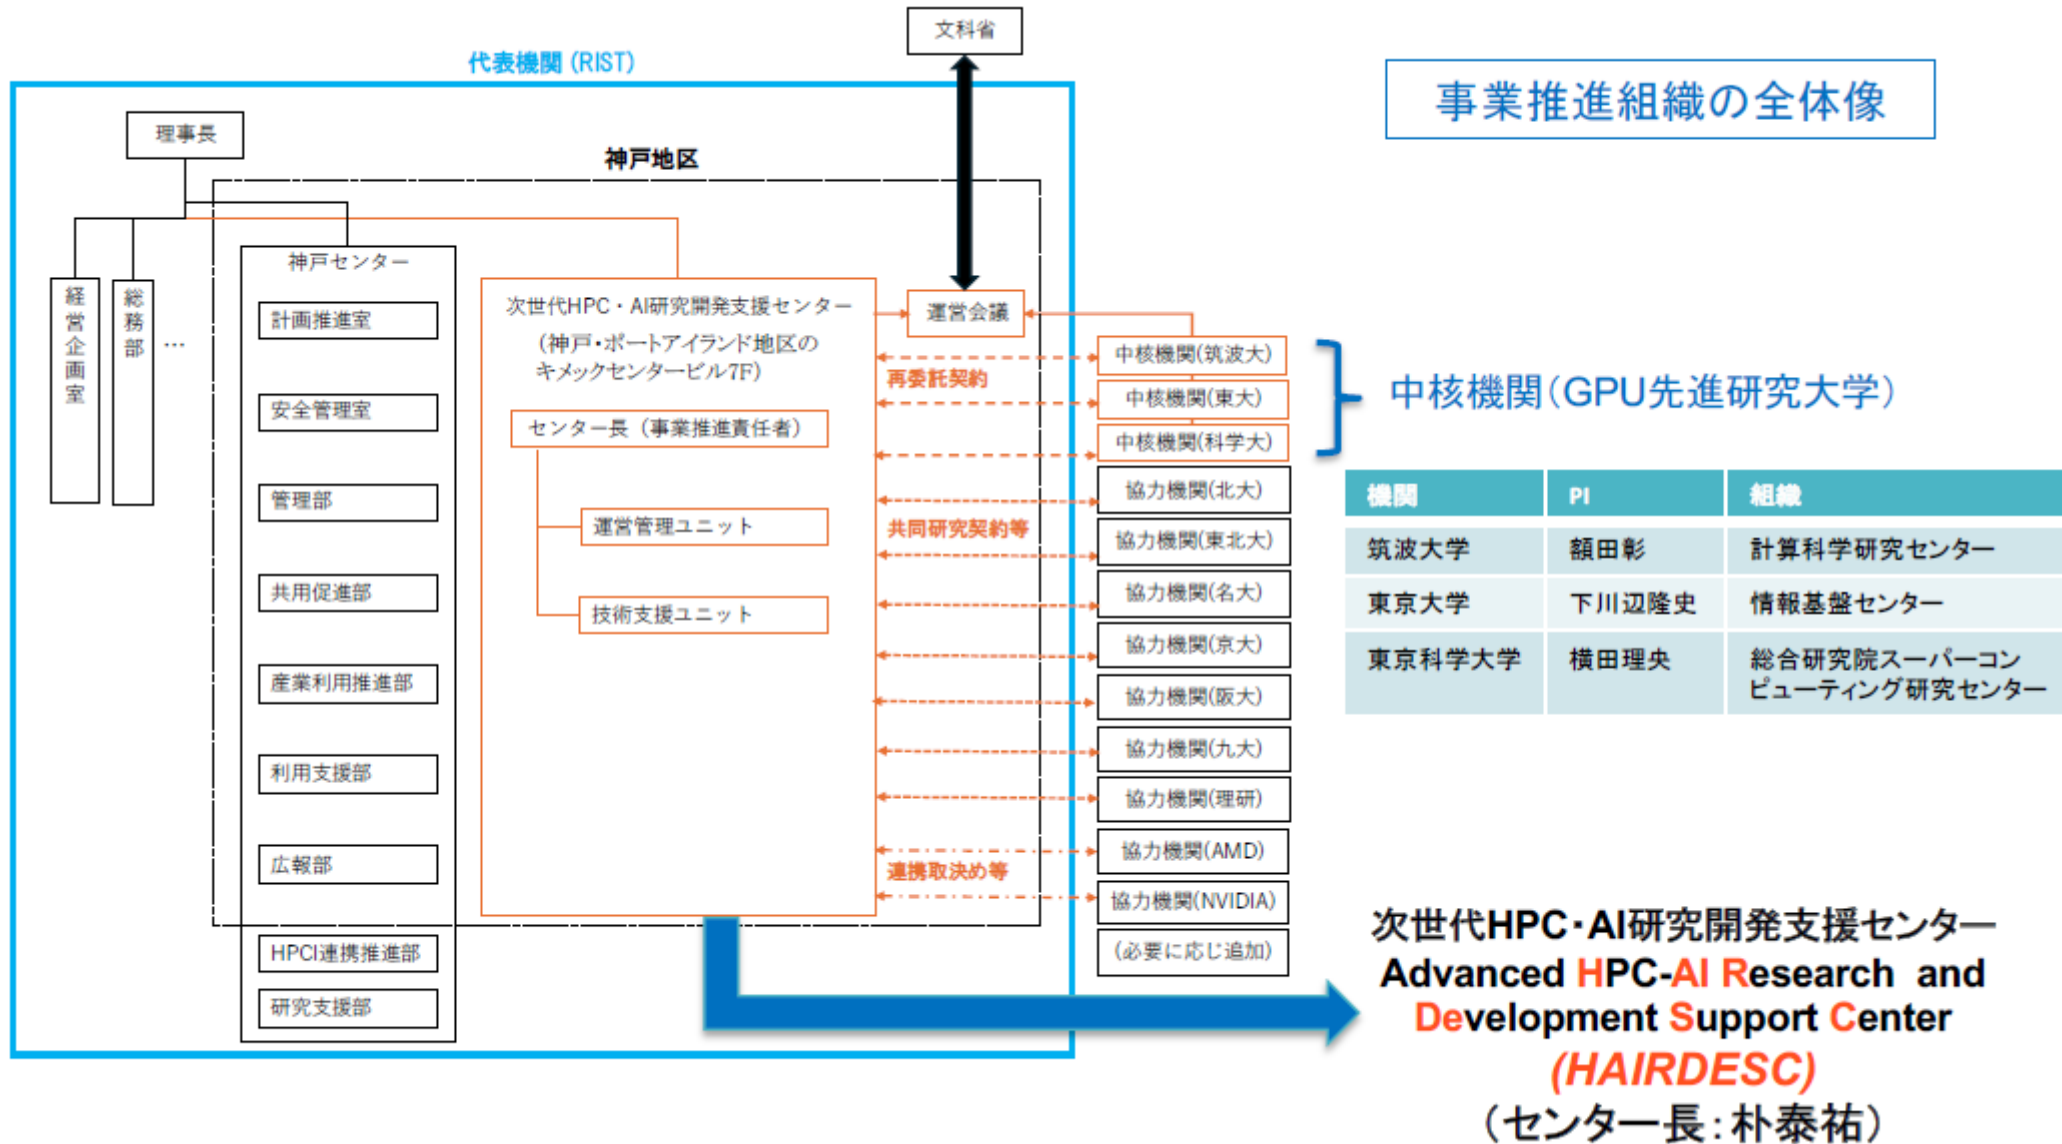 文科省
代表機関 (RIST)
事業推進組織の全体像
理事長
神戸地区
経営企画室
総務部
…
神戸センター
計画推進室
安全管理室
管理部
共用促進部
産業利用推進部
利用支援部
広報部
HPCI連携推進部
研究支援部
次世代HPC・AI研究開発支援センター
(神戸・ポートアイランド地区の
キメックセンタービル7F)
センター長（事業推進責任者）
運営管理ユニット
技術支援ユニット
運営会議
再委託契約
共同研究契約等
連携取決め等
中核機関(筑波大)
中核機関(東大)
中核機関(科学大)
協力機関(北大)
協力機関(東北大)
協力機関(名大)
協力機関(京大)
協力機関(阪大)
協力機関(九大)
協力機関(理研)
協力機関(AMD)
協力機関(NVIDIA)
(必要に応じ追加)
中核機関（GPU先進研究大学）
機関 PI 組織
筑波大学 額田彰 計算科学研究センター
東京大学 下川辺隆史 情報基盤センター
東京科学大学 横田理央 総合研究院スーパーコン
ピューティング研究センター
次世代HPC・AI研究開発支援センター
Advanced HPC-AI Research and
Development Support Center
(HAIRDESC)
（センター長：朴泰祐）